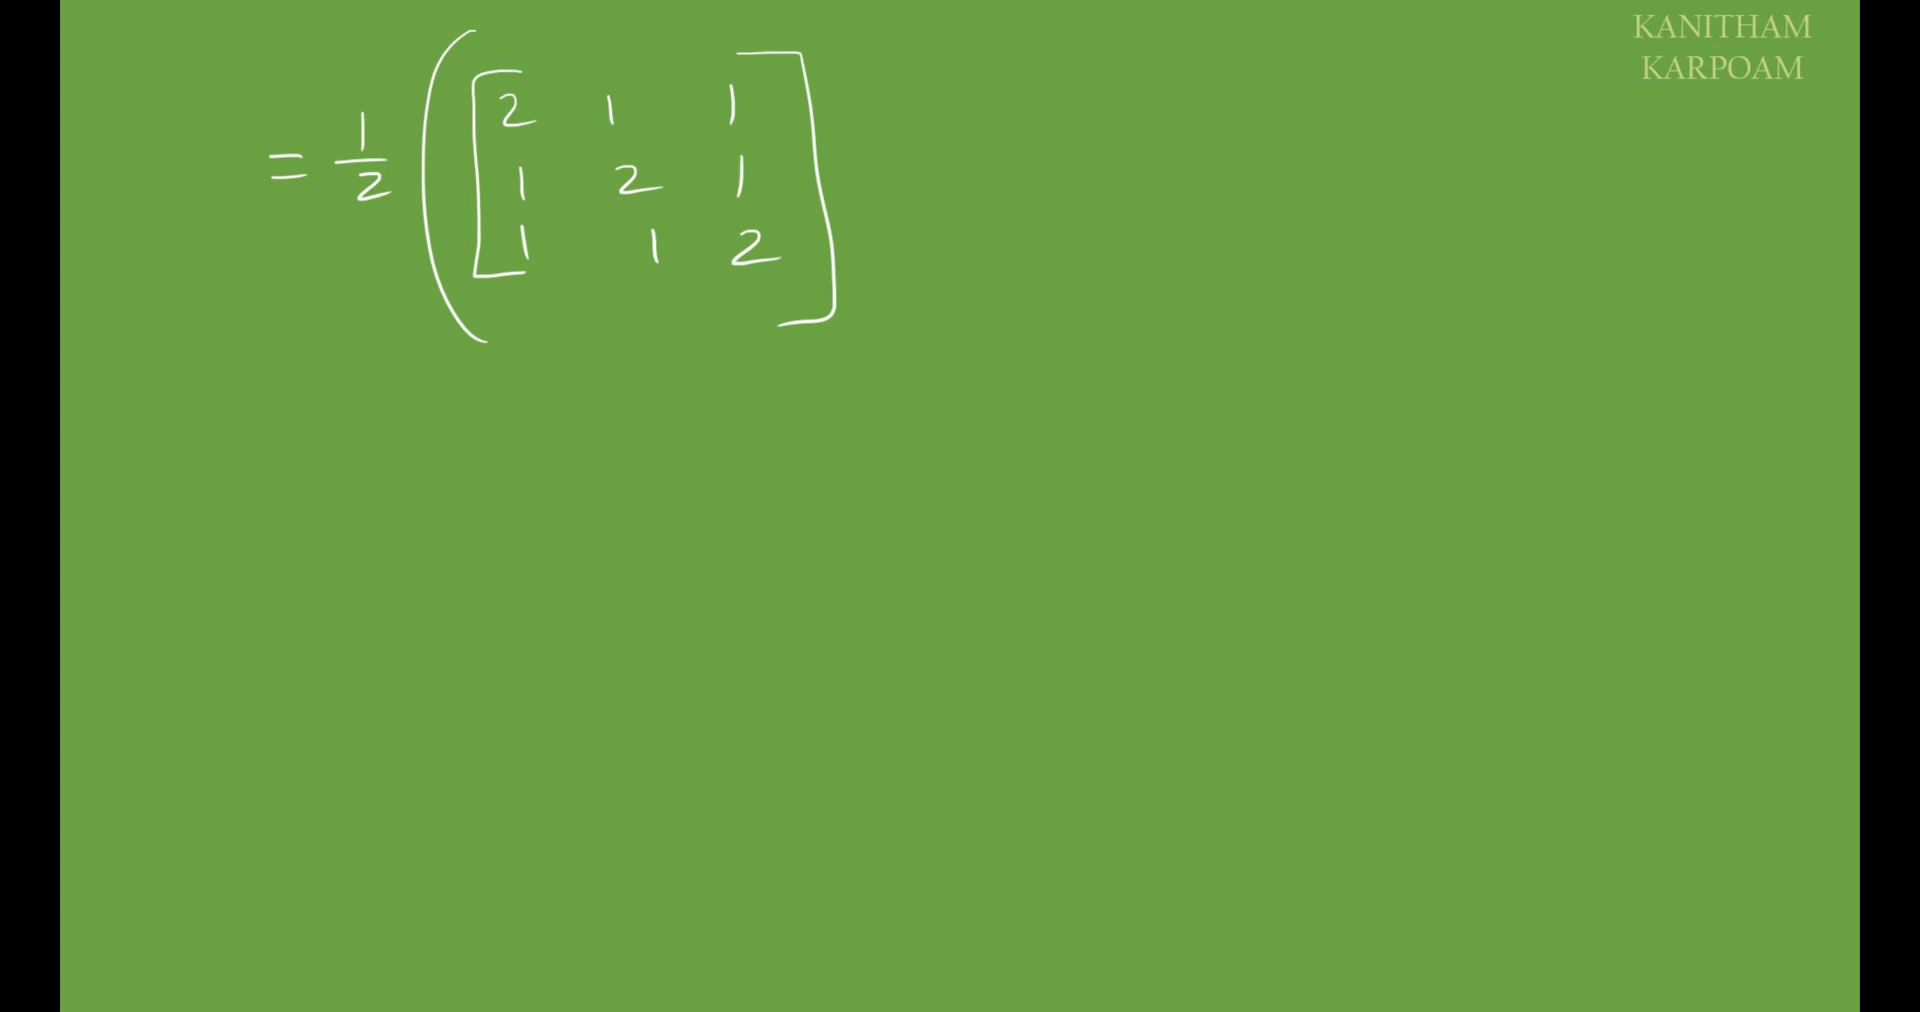 KANITHAM
KARPOAM
= 1/2 ( [ 2 1 1
1 2 1
1 1 2 ]